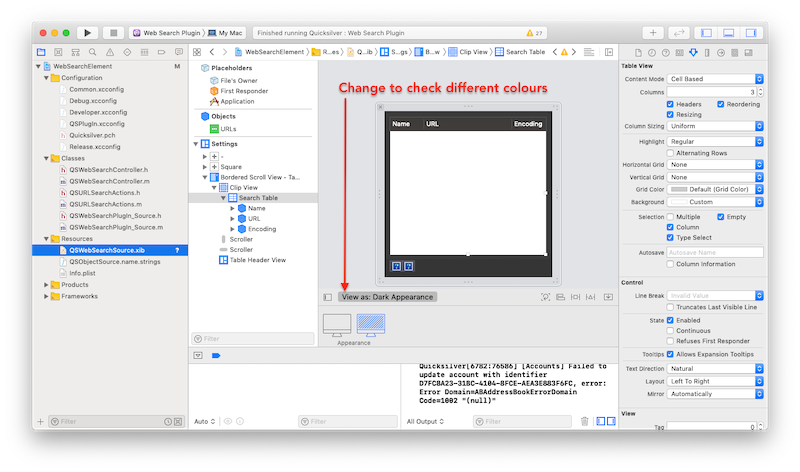 Web Search Plugin
My Mac
Finished running Quicksilver : Web Search Plugin
27
WebSearchElement
M
Configuration
Common.xcconfig
Debug.xcconfig
Developer.xcconfig
QSPlugIn.xcconfig
Quicksilver.pch
Release.xcconfig
Classes
QSWebSearchController.h
QSWebSearchController.m
QSURLSearchActions.h
QSURLSearchActions.m
QSWebSearchPlugIn_Source.h
QSWebSearchPlugIn_Source.m
Resources
QSWebSearchSource.xib
?
QSObjectSource.name.strings
Info.plist
Products
Frameworks
Filter
WebSearchElement
R...es
Q...ib
S...gs
B...w
Clip View
Search Table
Placeholders
File's Owner
First Responder
Application
Objects
URLs
Settings
-
Square
Bordered Scroll View - Ta...
Clip View
Search Table
Name
URL
Encoding
Scroller
Scroller
Table Header View
Filter
Change to check different colours
Name
URL
Encoding
?
?
View as: Dark Appearance
Appearance
Auto
Filter
Quicksilver[6782:76586] [Accounts] Failed to
update account with identifier
D7FC8A23-31BC-4104-8FCE-AEA3E883F6FC, error:
Error Domain=ABAddressBookErrorDomain
Code=1002 "(null)"
All Output
Filter
Table View
Content Mode
Cell Based
Columns
3
Headers
Reordering
Resizing
Column Sizing
Uniform
Highlight
Regular
Alternating Rows
Horizontal Grid
None
Vertical Grid
None
Grid Color
Default (Grid Color)
Background
Custom
Selection
Multiple
Empty
Column
Type Select
Autosave
Autosave Name
Column Information
Control
Line Break
Invalid Value
Truncates Last Visible Line
State
Enabled
Continuous
Refuses First Responder
Tooltips
Allows Expansion Tooltips
Text Direction
Natural
Layout
Left To Right
Mirror
Automatically
View
Tag
0